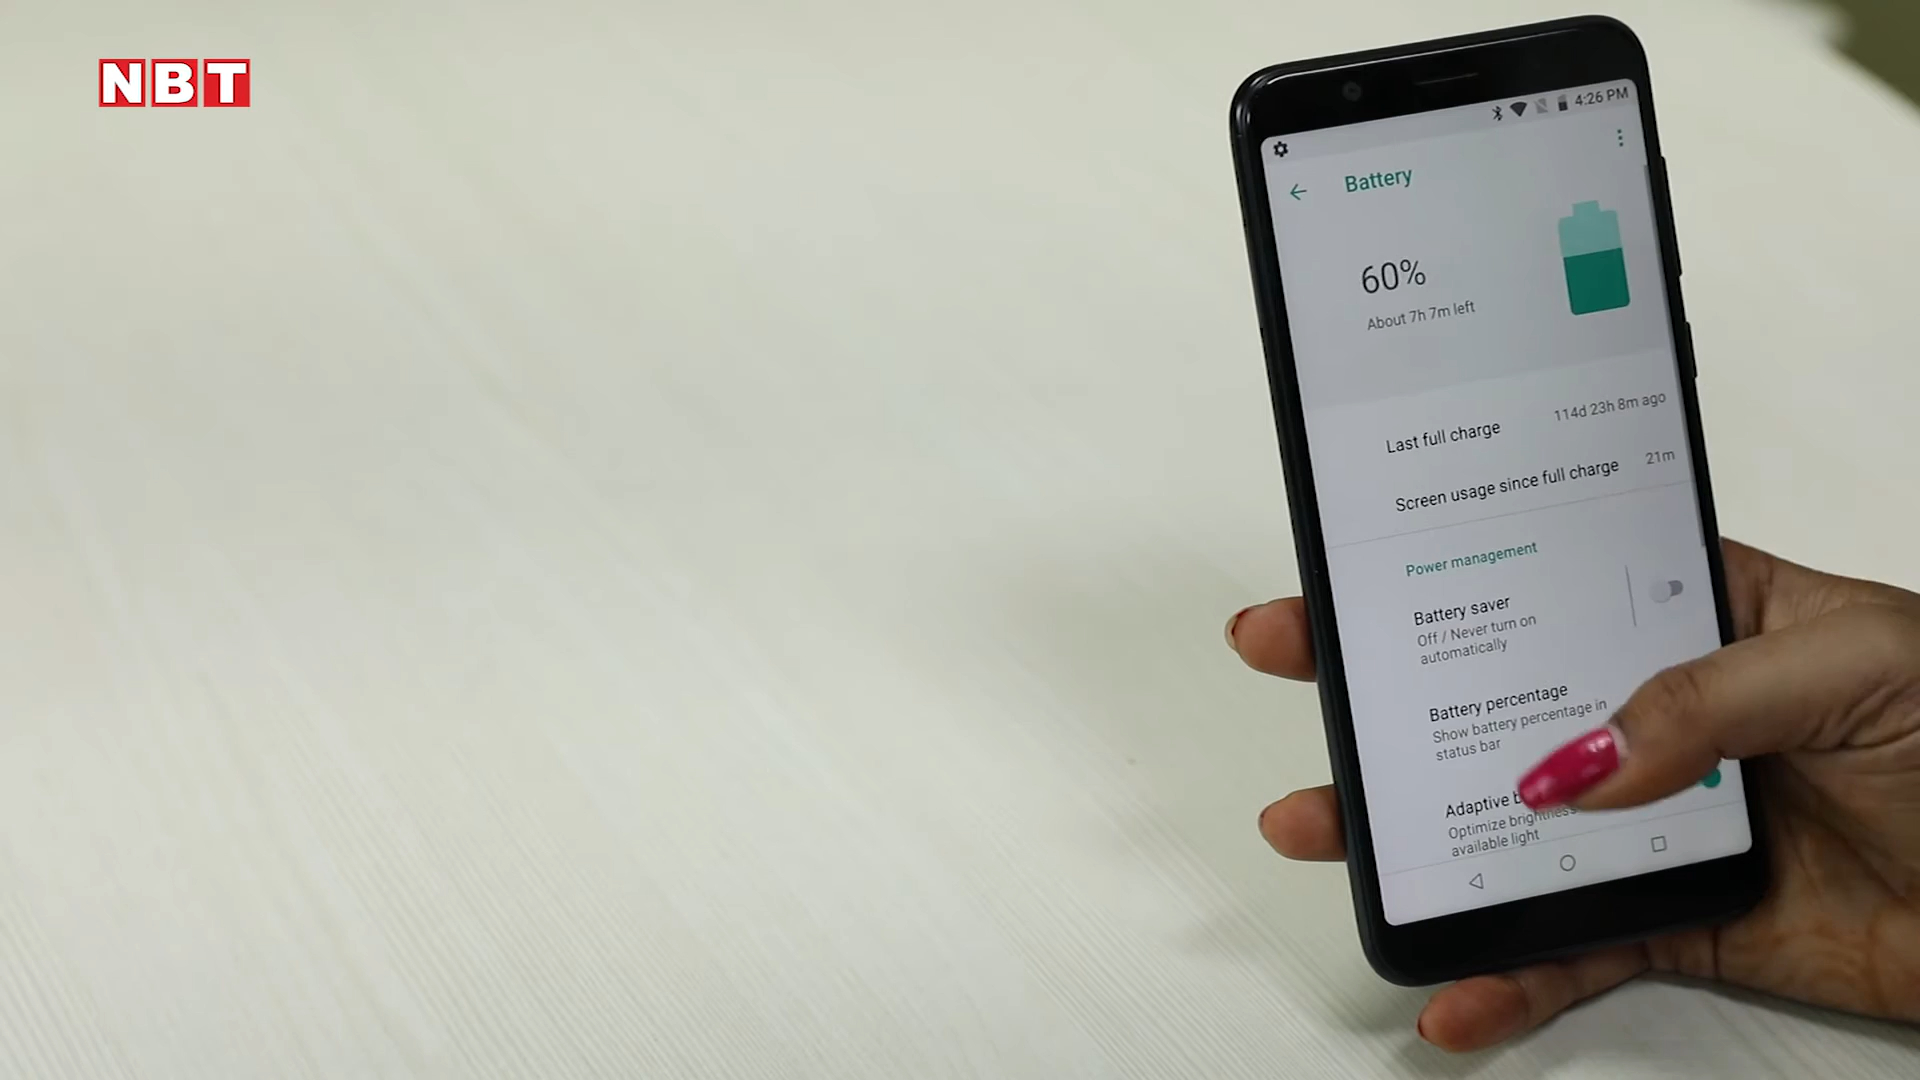 NBT
4:26 PM
Battery
60%
About 7h 7m left
Last full charge 114d 23h 8m ago
Screen usage since full charge 21m
Power management
Battery saver
Off / Never turn on
automatically
Battery percentage
Show battery percentage in
status bar
Adaptive
Optimize brightness
available light